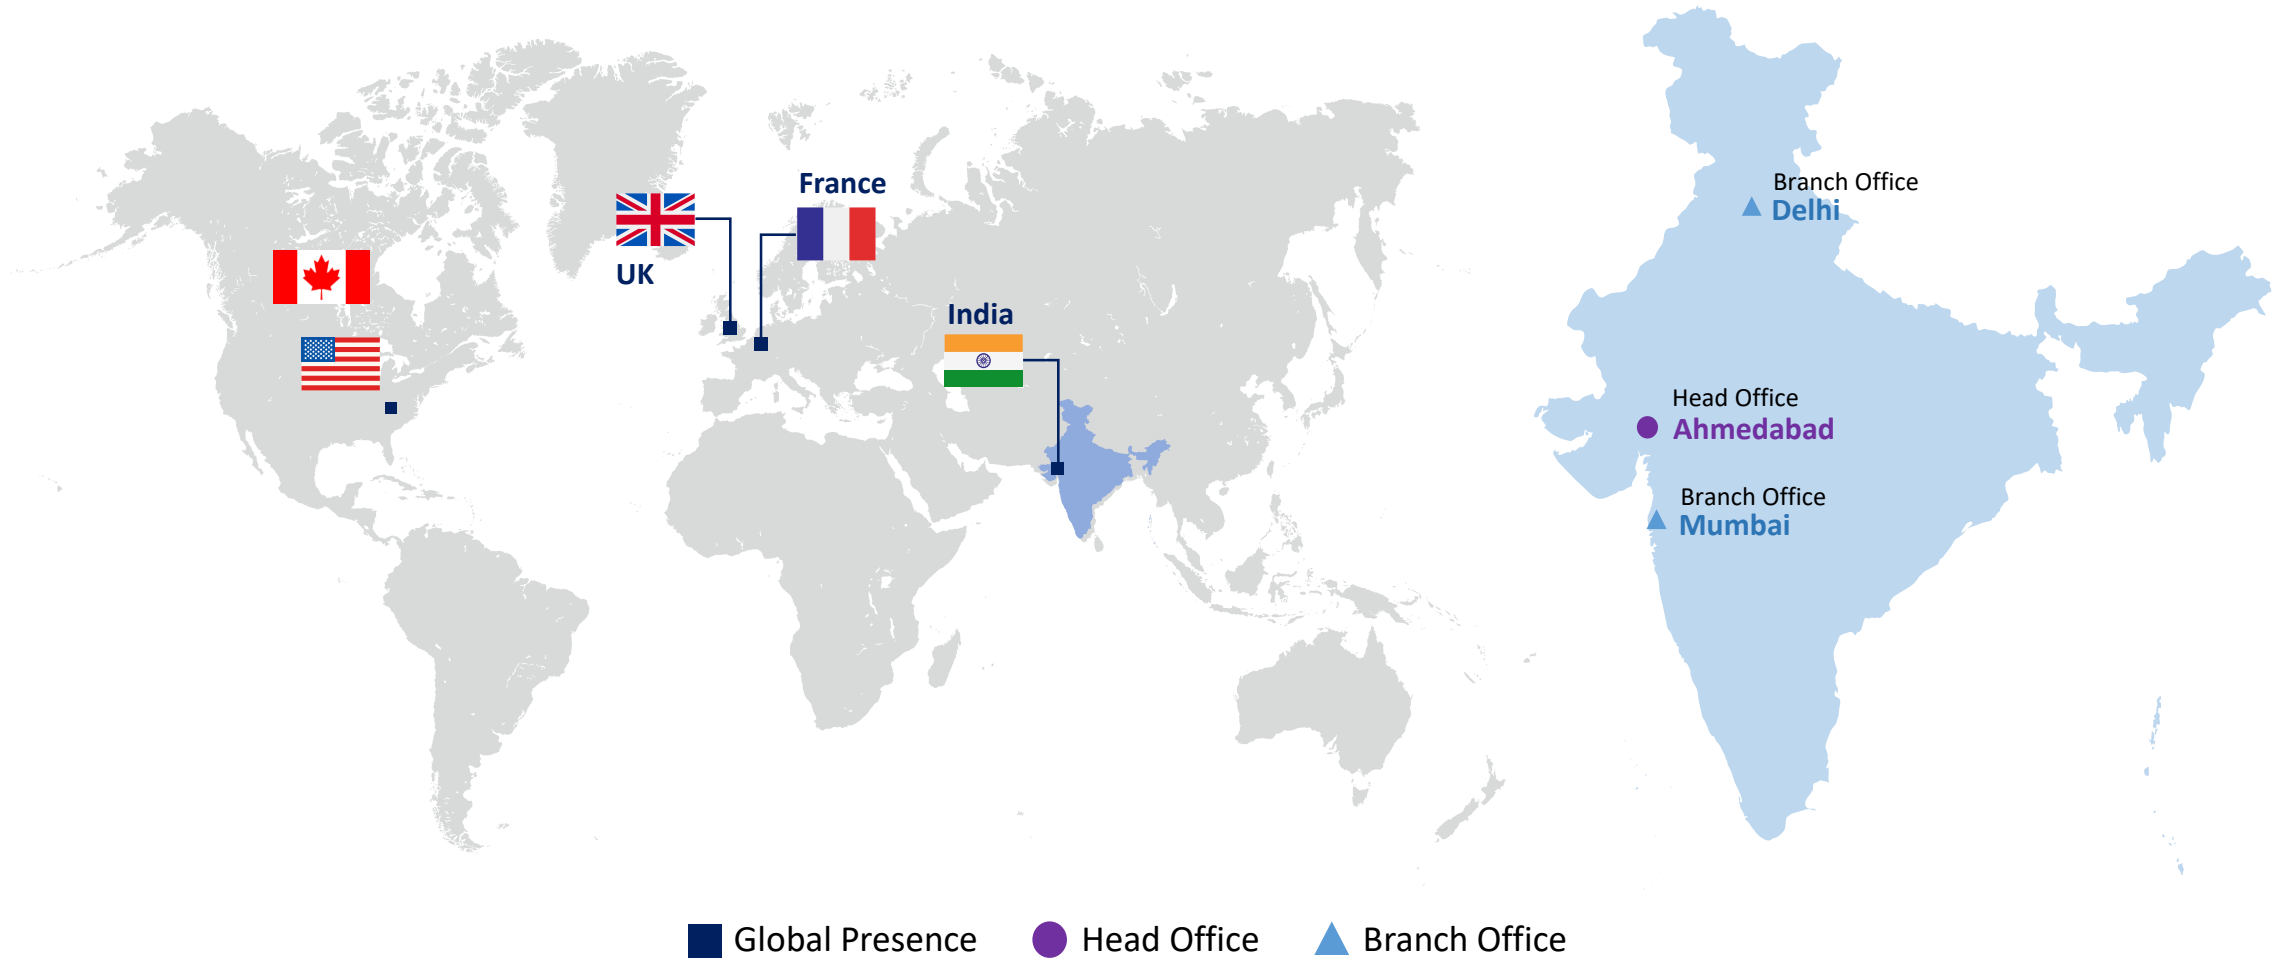 France
UK
India
Branch Office
Delhi
Head Office
Ahmedabad
Branch Office
Mumbai
Global Presence
Head Office
Branch Office